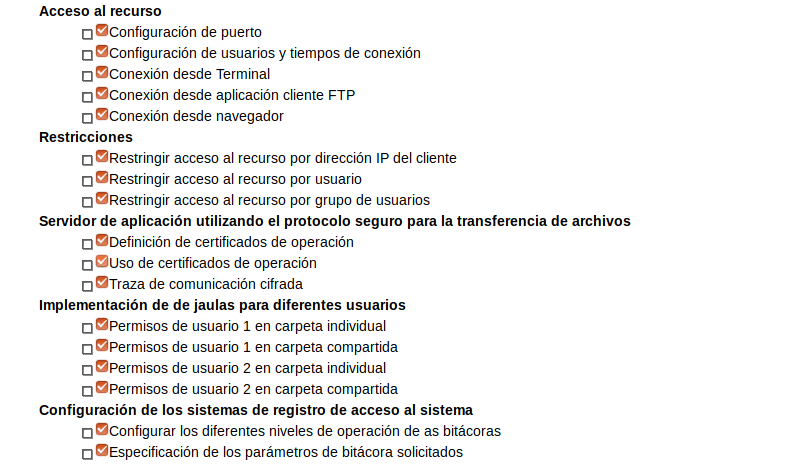 Acceso al recurso
Configuración de puerto
Configuración de usuarios y tiempos de conexión
Conexión desde Terminal
Conexión desde aplicación cliente FTP
Conexión desde navegador
Restricciones
Restringir acceso al recurso por dirección IP del cliente
Restringir acceso al recurso por usuario
Restringir acceso al recurso por grupo de usuarios
Servidor de aplicación utilizando el protocolo seguro para la transferencia de archivos
Definición de certificados de operación
Uso de certificados de operación
Traza de comunicación cifrada
Implementación de de jaulas para diferentes usuarios
Permisos de usuario 1 en carpeta individual
Permisos de usuario 1 en carpeta compartida
Permisos de usuario 2 en carpeta individual
Permisos de usuario 2 en carpeta compartida
Configuración de los sistemas de registro de acceso al sistema
Configurar los diferentes niveles de operación de as bitácoras
Especificación de los parámetros de bitácora solicitados